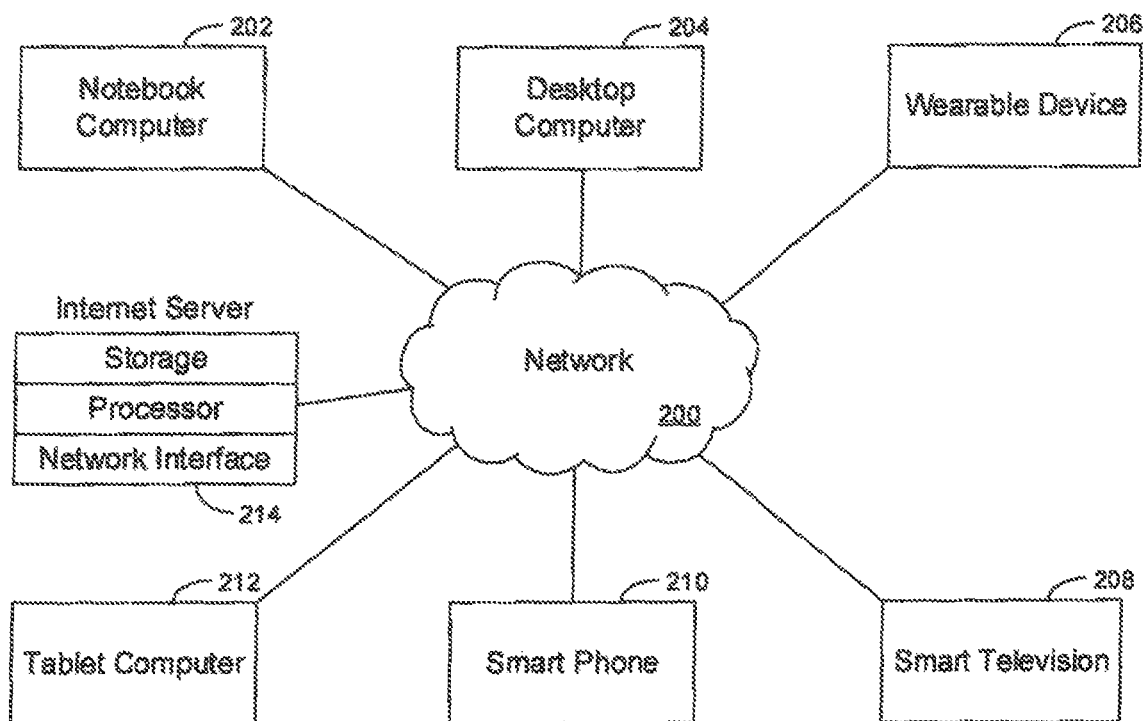 202
204
206
Notebook
Computer
Desktop
Computer
Wearable Device
Internet Server
Storage
Processor
Network Interface
214
Network
200
212
210
208
Tablet Computer
Smart Phone
Smart Television